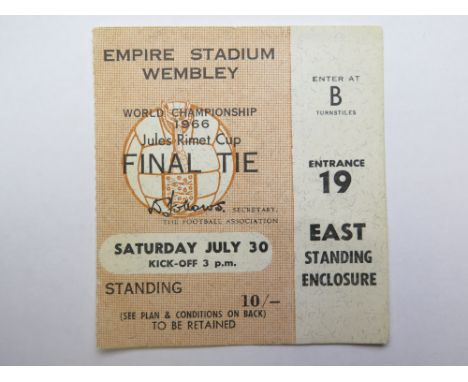 EMPIRE STADIUM
WEMBLEY
WORLD CHAMPIONSHIP
1966
Jules Rimet Cup
FINAL TIE
D Follows. SECRETARY,
THE FOOTBALL ASSOCIATION
SATURDAY JULY 30
KICK-OFF 3 p.m.
STANDING
10/-
(SEE PLAN & CONDITIONS ON BACK)
TO BE RETAINED
ENTER AT
B
TURNSTILES
ENTRANCE
19
EAST
STANDING
ENCLOSURE